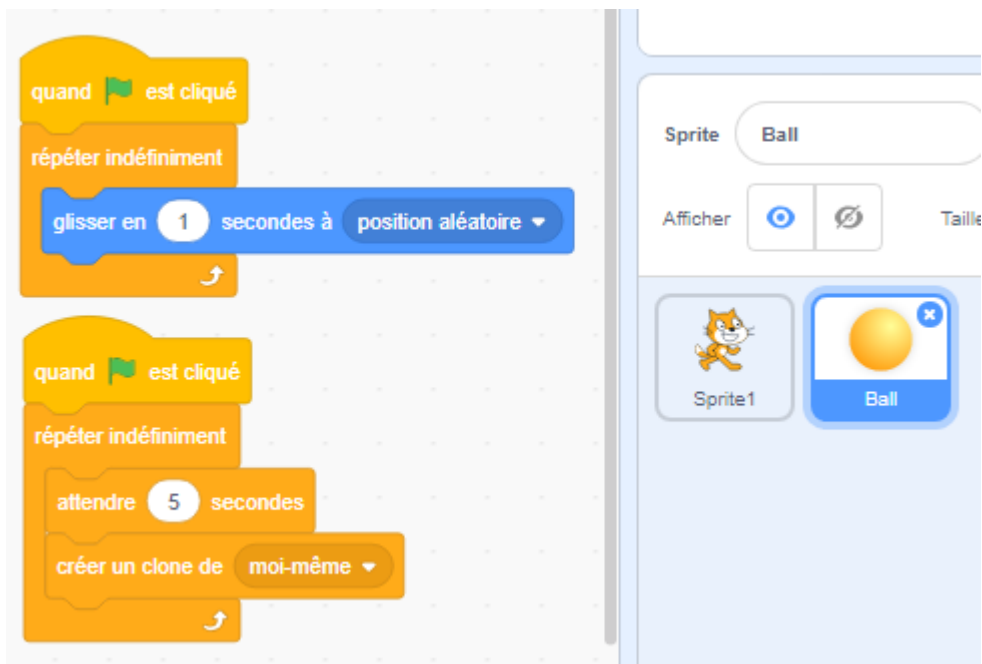 quand est cliqué
répéter indéfiniment
glisser en 1 secondes à position aléatoire
quand est cliqué
répéter indéfiniment
attendre 5 secondes
créer un clone de moi-même
Sprite Ball
Afficher Taille
Sprite1 Ball